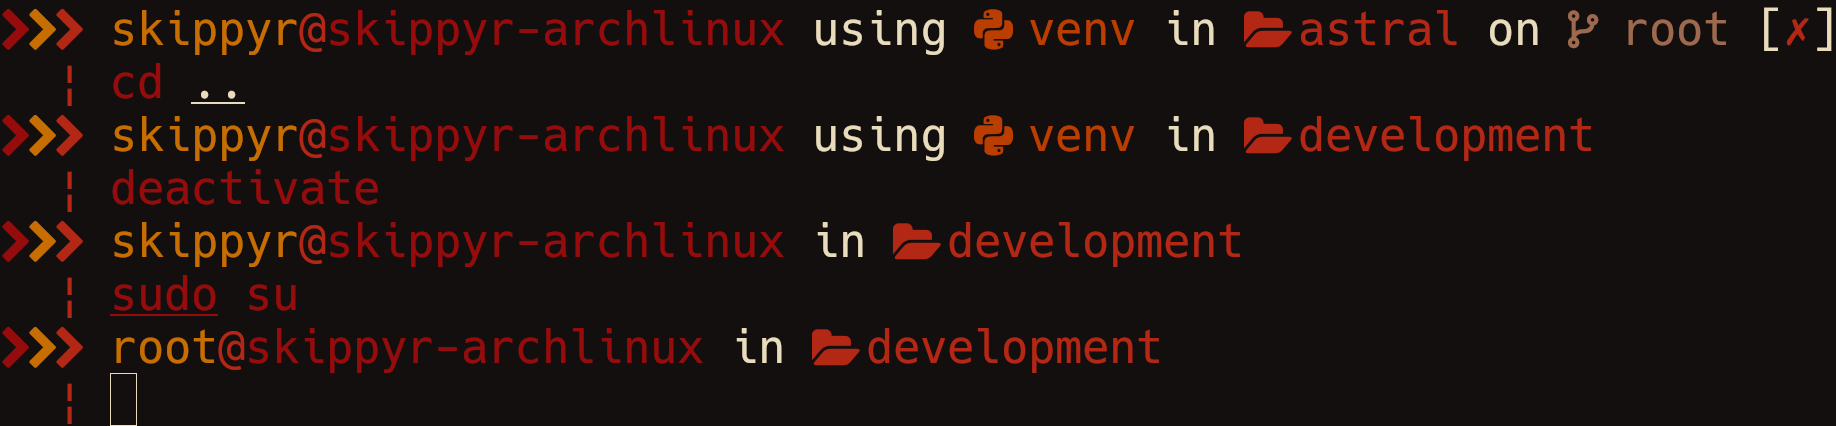 skippyr@skippyr-archlinux using venv in astral on root [✗]
cd ..
skippyr@skippyr-archlinux using venv in development
deactivate
skippyr@skippyr-archlinux in development
sudo su
root@skippyr-archlinux in development